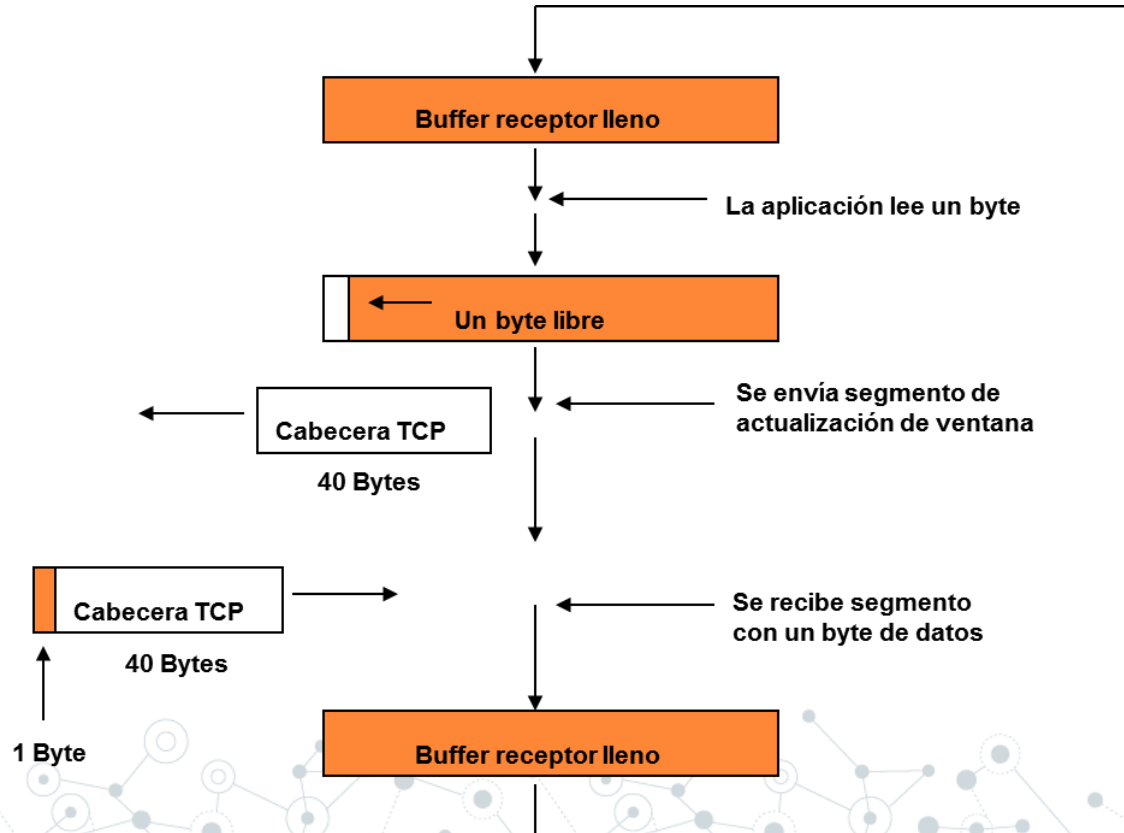 Buffer receptor lleno
La aplicación lee un byte
Un byte libre
Se envía segmento de
actualización de ventana
Cabecera TCP
40 Bytes
Cabecera TCP
40 Bytes
Se recibe segmento
con un byte de datos
1 Byte
Buffer receptor lleno